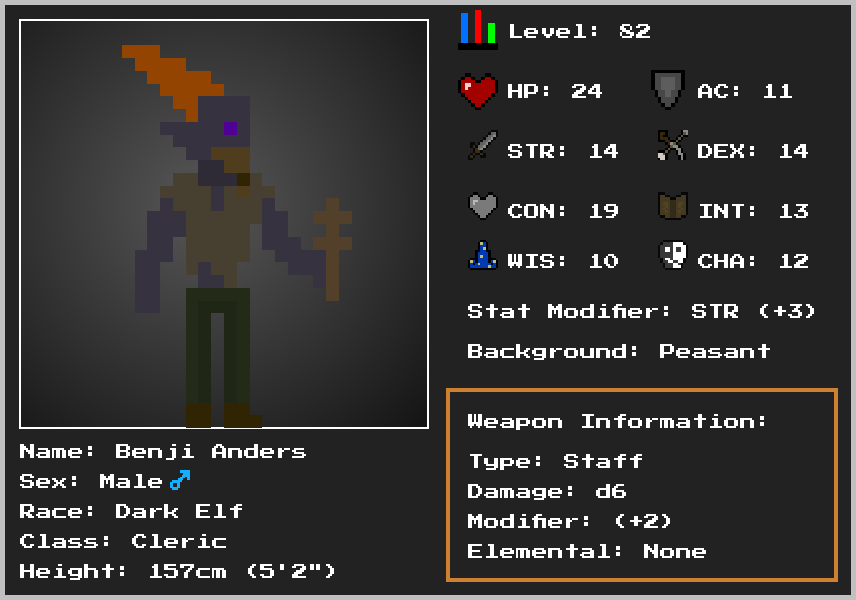 Level: 82
HP: 24 AC: 11
STR: 14 DEX: 14
CON: 19 INT: 13
WIS: 10 CHA: 12
Stat Modifier: STR (+3)
Background: Peasant
Weapon Information:
Type: Staff
Damage: d6
Modifier: (+2)
Elemental: None
Name: Benji Anders
Sex: Male♂
Race: Dark Elf
Class: Cleric
Height: 157cm (5'2")